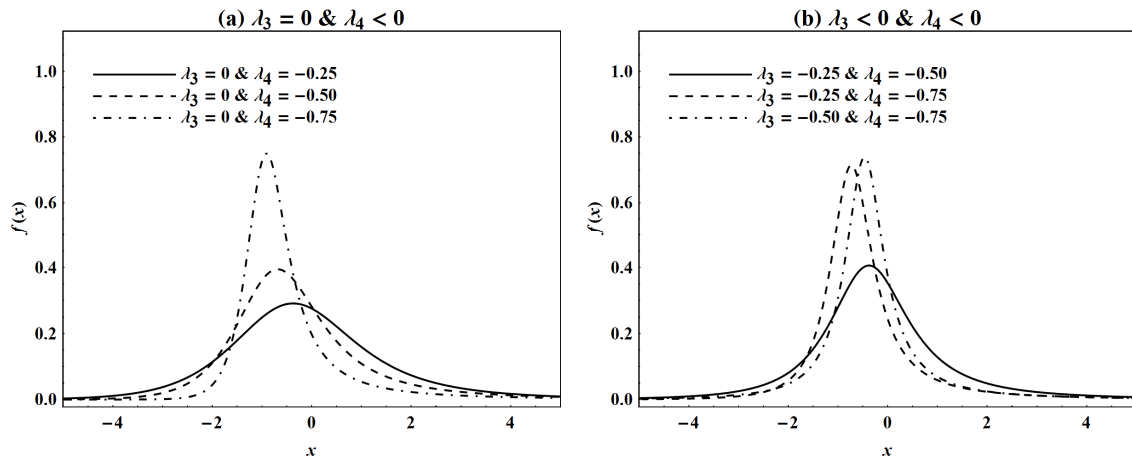 (a) λ₃ = 0 & λ₄ < 0
1.0
0.8
0.6
0.4
0.2
0.0
f(x)
λ₃ = 0 & λ₄ = −0.25
λ₃ = 0 & λ₄ = −0.50
λ₃ = 0 & λ₄ = −0.75
−4 −2 0 2 4
x
(b) λ₃ < 0 & λ₄ < 0
1.0
0.8
0.6
0.4
0.2
0.0
f(x)
λ₃ = −0.25 & λ₄ = −0.50
λ₃ = −0.25 & λ₄ = −0.75
λ₃ = −0.50 & λ₄ = −0.75
−4 −2 0 2 4
x